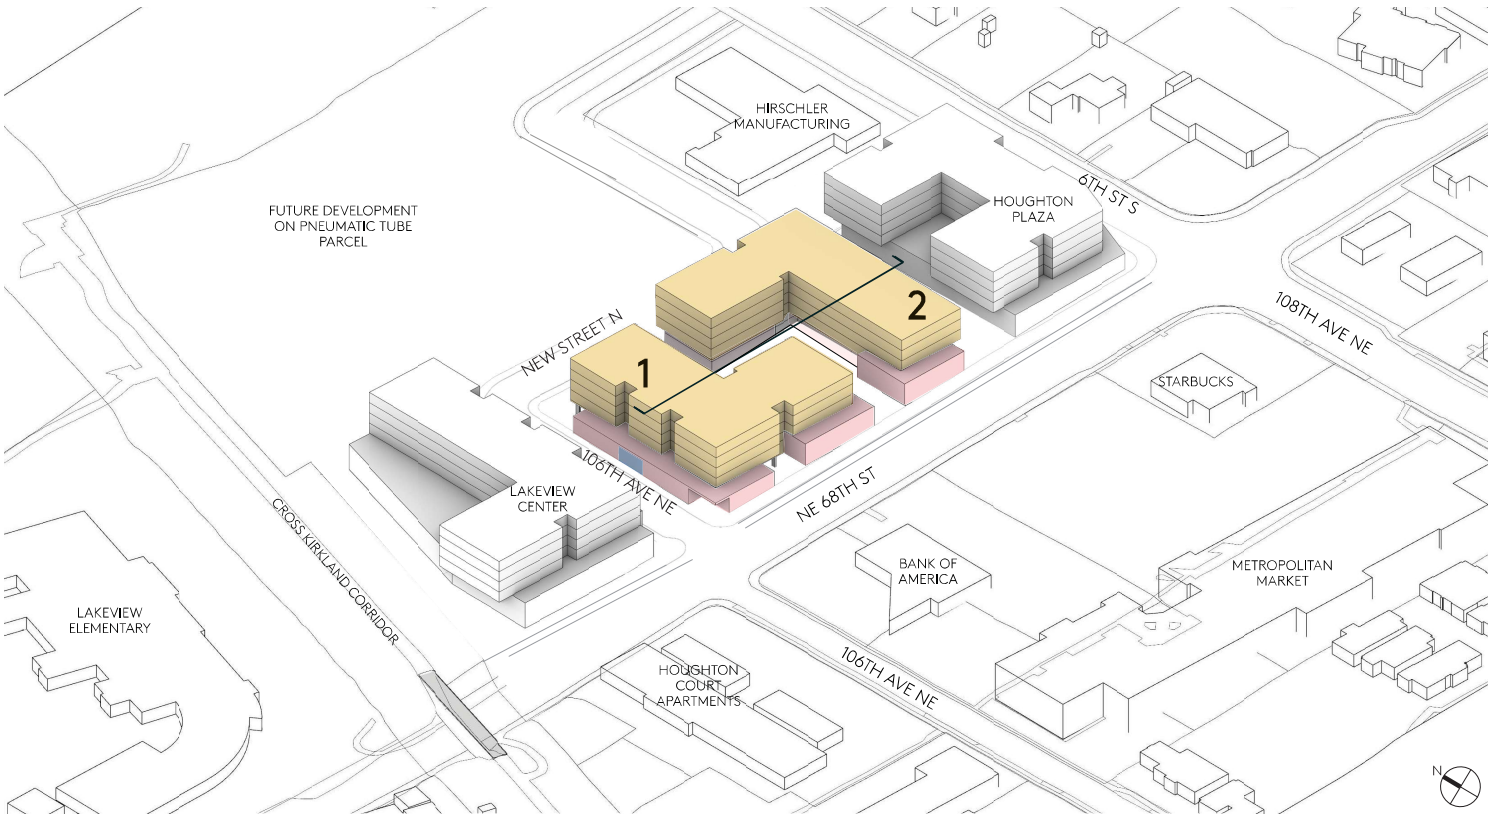 HIRSCHLER
MANUFACTURING
6TH ST S
HOUGHTON
PLAZA
FUTURE DEVELOPMENT
ON PNEUMATIC TUBE
PARCEL
2
108TH AVE NE
NEW STREET N
1
STARBUCKS
106TH AVE NE
LAKEVIEW
CENTER
NE 68TH ST
CROSS KIRKLAND CORRIDOR
BANK OF
AMERICA
METROPOLITAN
MARKET
LAKEVIEW
ELEMENTARY
HOUGHTON
COURT
APARTMENTS
106TH AVE NE
N